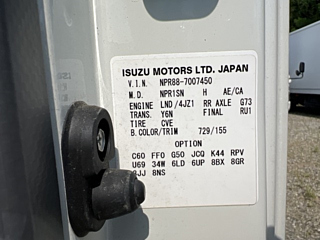 ISUZU MOTORS LTD. JAPAN
V.I.N. NPR88-7007450
M.D. NPR1SN H AE/CA
ENGINE LND/4JZ1 RR AXLE G73
TRANS. Y6N FINAL RU1
TIRE CVE
B.COLOR/TRIM 729/155
OPTION
C60 FF0 G50 JCQ K44 RPV
U69 34W 6LD 6UP 8BX 8GR
8JJ 8NS